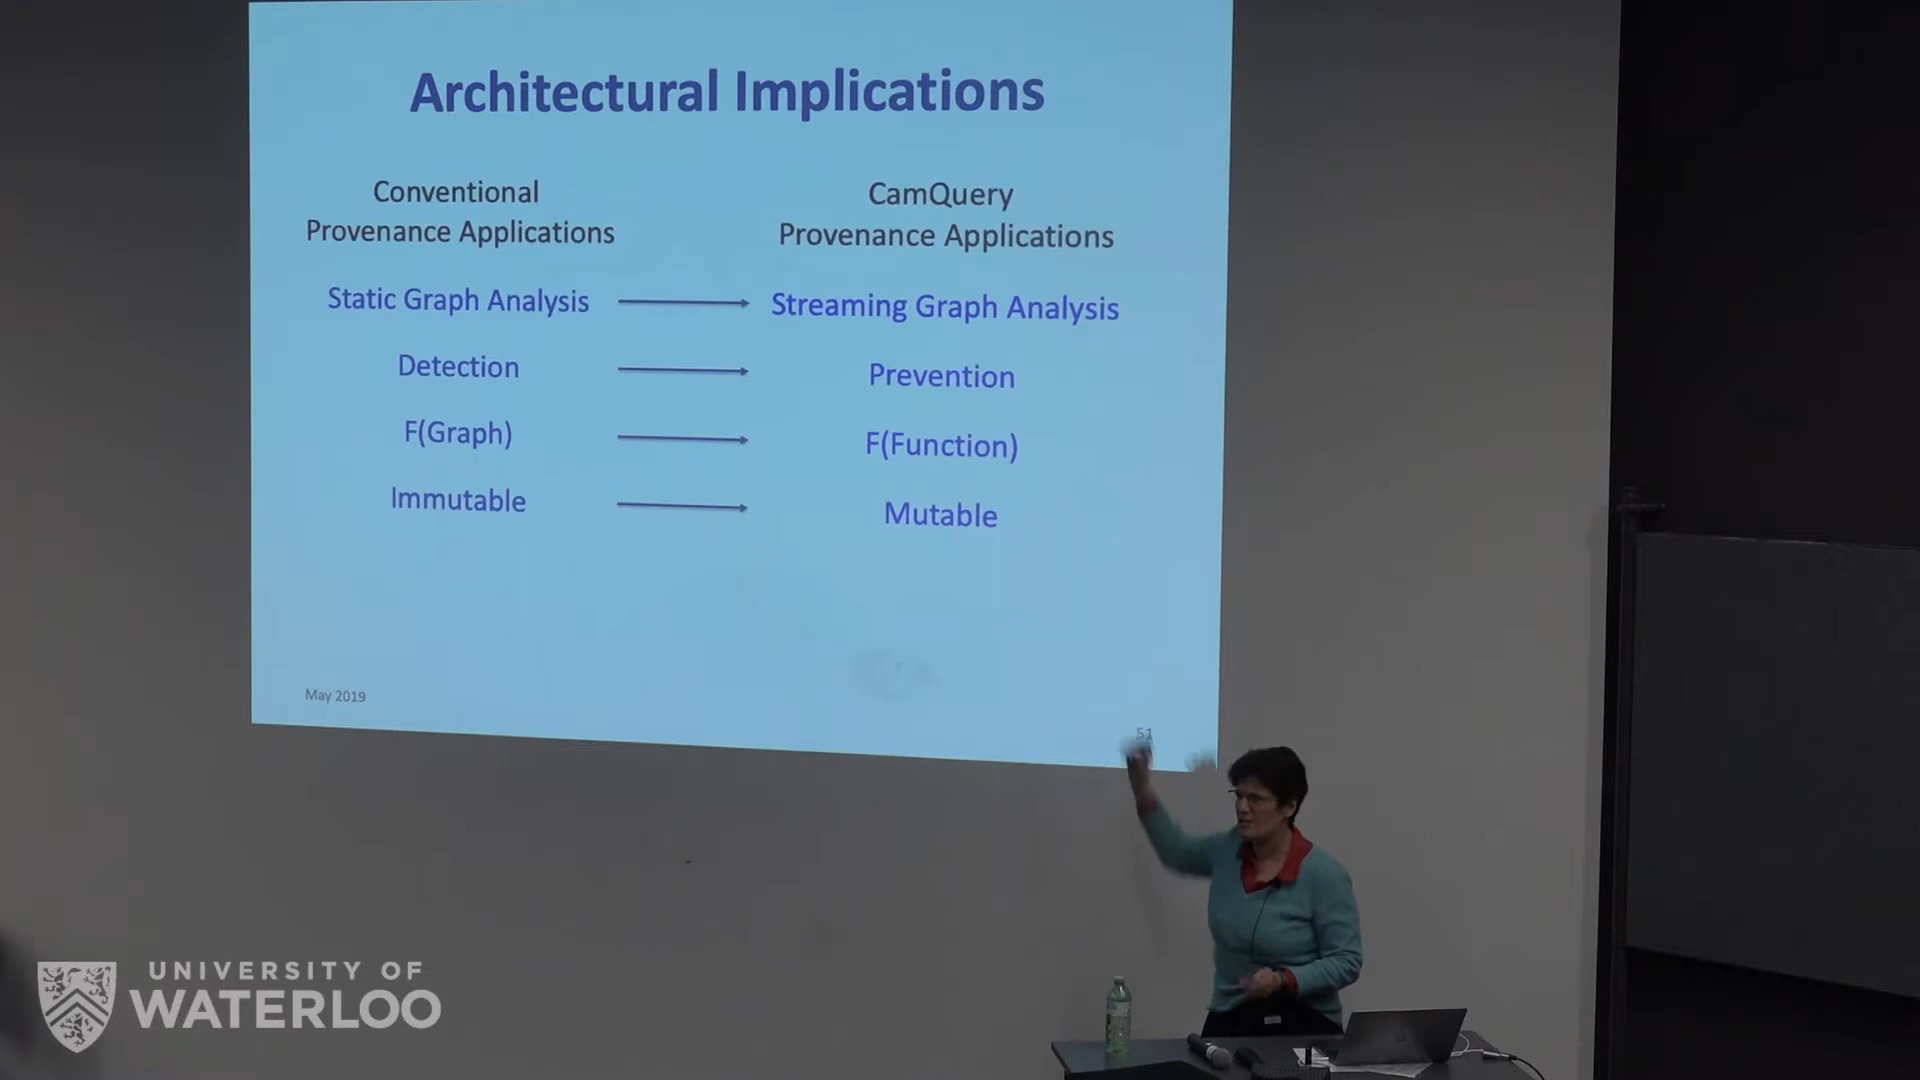 Architectural Implications
Conventional
Provenance Applications
CamQuery
Provenance Applications
Static Graph Analysis
Streaming Graph Analysis
Detection
Prevention
F(Graph)
F(Function)
Immutable
Mutable
May 2019
51
UNIVERSITY OF
WATERLOO